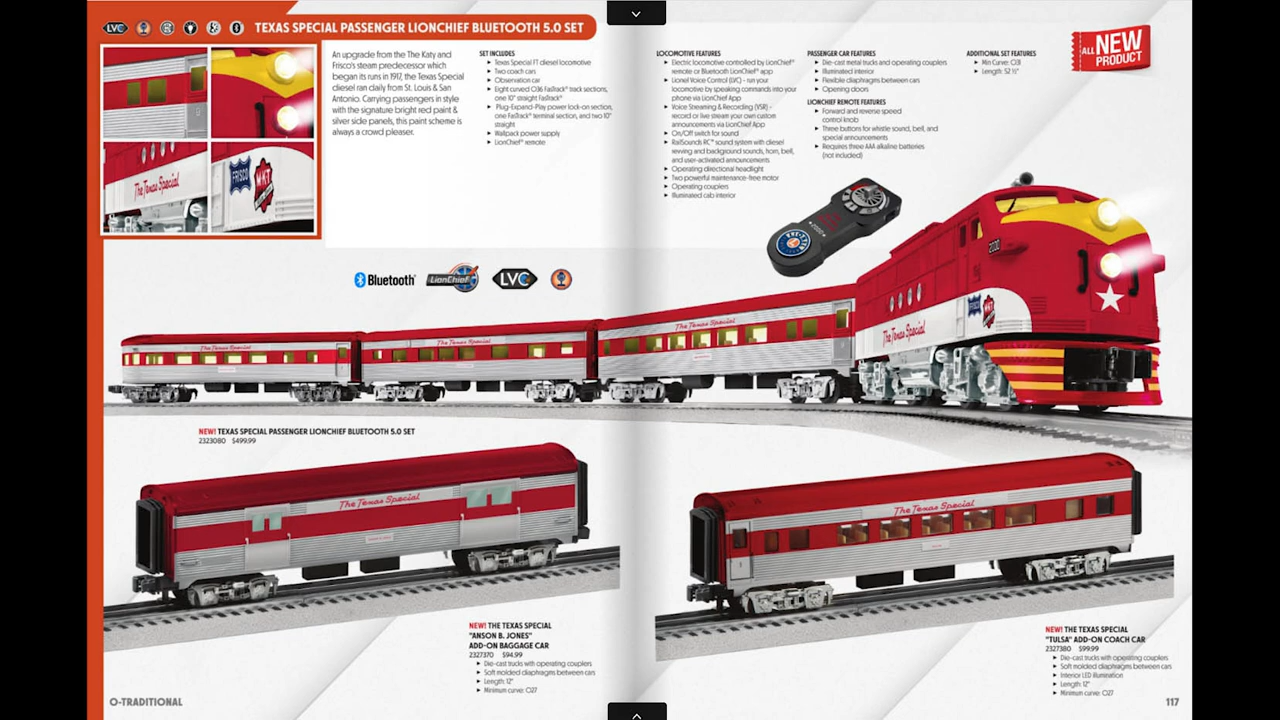 LVC TEXAS SPECIAL PASSENGER LIONCHIEF BLUETOOTH 5.0 SET
An upgrade from the The Katy and
Frisco's steam predecessor which
began its runs in 1917, the Texas Special
diesel ran daily from St. Louis & San
Antonio. Carrying passengers in style
with the signature bright red paint &
silver side panels, this paint scheme is
always a crowd pleaser.
SET INCLUDES
► Texas Special FT diesel locomotive
► Two coach cars
► Observation car
► Eight curved O36 FasTrack® track sections,
one 10" straight FasTrack®
► Plug-Expand-Play power lock-on section,
one FasTrack® terminal section, and two 10"
straight
► Wallpack power supply
► LionChief® remote
LOCOMOTIVE FEATURES
► Electric locomotive controlled by LionChief®
remote or Bluetooth LionChief® app
► Lionel Voice Control (LVC) - run your
locomotive by speaking commands into your
phone via LionChief App
► Voice Streaming & Recording (VSR) -
record or live stream your own custom
announcements via LionChief App
► On/Off switch for sound
► RailSounds RC™ sound system with diesel
revving and background sounds, horn, bell,
and user-activated announcements
► Operating directional headlight
► Two powerful maintenance-free motor
► Operating couplers
► Illuminated cab interior
PASSENGER CAR FEATURES
► Die-cast metal trucks and operating couplers
► Illuminated interior
► Flexible diaphragms between cars
► Opening doors
LIONCHIEF REMOTE FEATURES
► Forward and reverse speed
control knob
► Three buttons for whistle sound, bell, and
special announcements
► Requires three AAA alkaline batteries
(not included)
ADDITIONAL SET FEATURES
► Min Curve: O31
► Length: 52 ½"
ALL NEW
PRODUCT
The Texas Special
FRISCO
MKT
Bluetooth®
LIONCHIEF
LVC
2000
The Texas Special
The Texas Special
The Texas Special
The Texas Special
FRISCO
MKT
NEW! TEXAS SPECIAL PASSENGER LIONCHIEF BLUETOOTH 5.0 SET
2323080 $499.99
The Texas Special
The Texas Special
NEW! THE TEXAS SPECIAL
"ANSON B. JONES"
ADD-ON BAGGAGE CAR
2327370 $94.99
► Die-cast trucks with operating couplers
► Soft molded diaphragms between cars
► Length: 12"
► Minimum curve: O27
NEW! THE TEXAS SPECIAL
"TULSA" ADD-ON COACH CAR
2327380 $99.99
► Die-cast trucks with operating couplers
► Soft molded diaphragms between cars
► Interior LED illumination
► Length: 12"
► Minimum curve: O27
O-TRADITIONAL
117